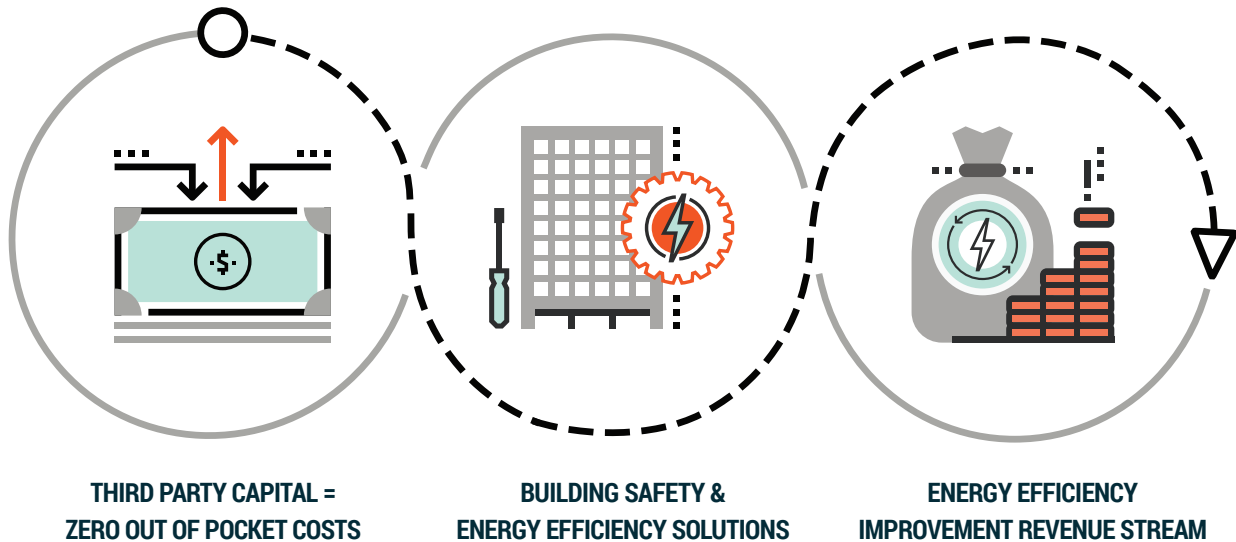 THIRD PARTY CAPITAL =
ZERO OUT OF POCKET COSTS
BUILDING SAFETY &
ENERGY EFFICIENCY SOLUTIONS
ENERGY EFFICIENCY
IMPROVEMENT REVENUE STREAM
$